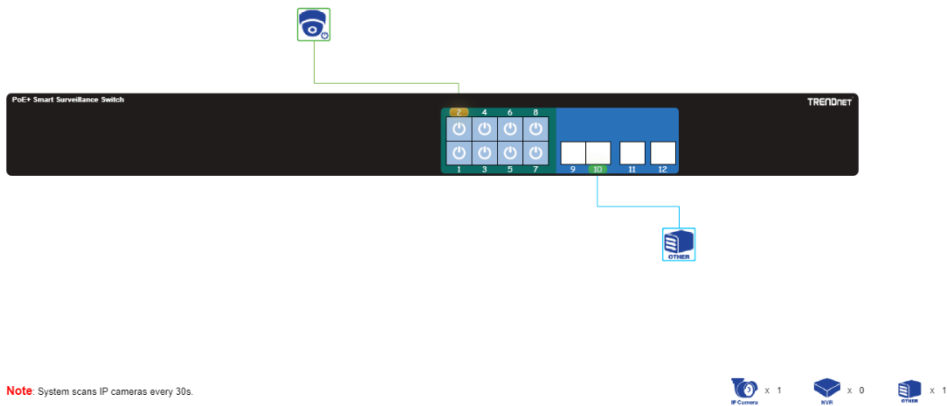 PoE+ Smart Surveillance Switch
TRENDNET
2 4 6 8
1 3 5 7 9 10 11 12
OTHER
Note: System scans IP cameras every 30s.
x 1 x 0 x 1
IP Camera NVR OTHER